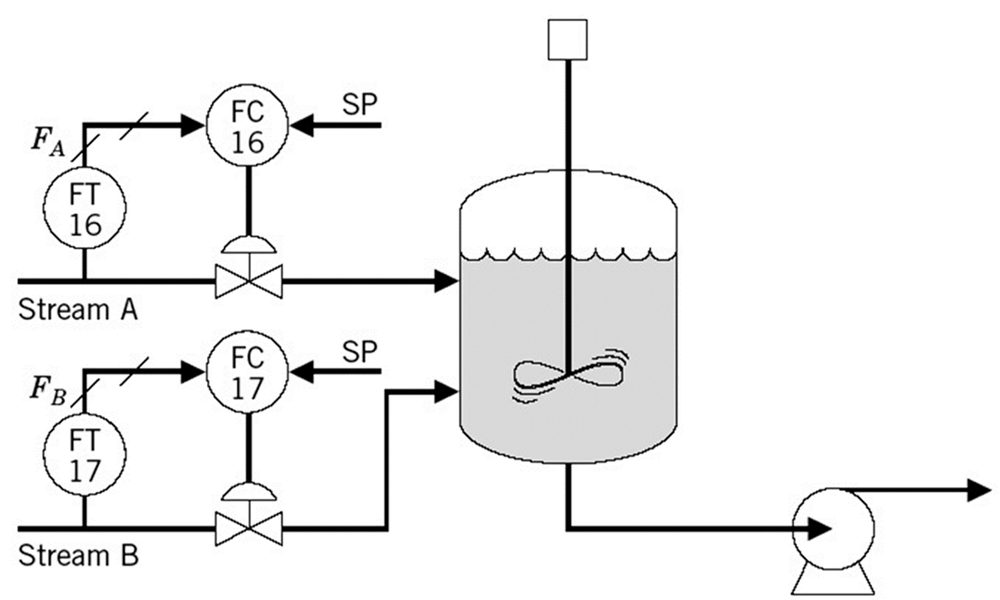 FC
16
SP
F_A
FT
16
Stream A
FC
17
SP
F_B
FT
17
Stream B